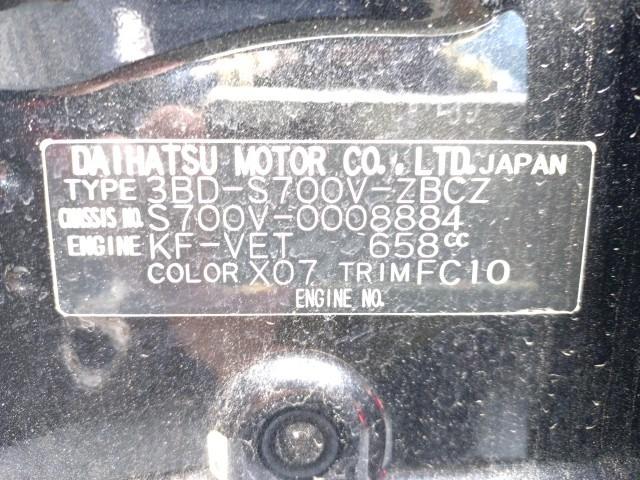 DAIHATSU MOTOR CO., LTD. JAPAN
TYPE 3BD-S700V-ZBCZ
CHASSIS NO. S700V-0008884
ENGINE KF-VET 658CC
COLOR X07 TRIM FC10
ENGINE NO.